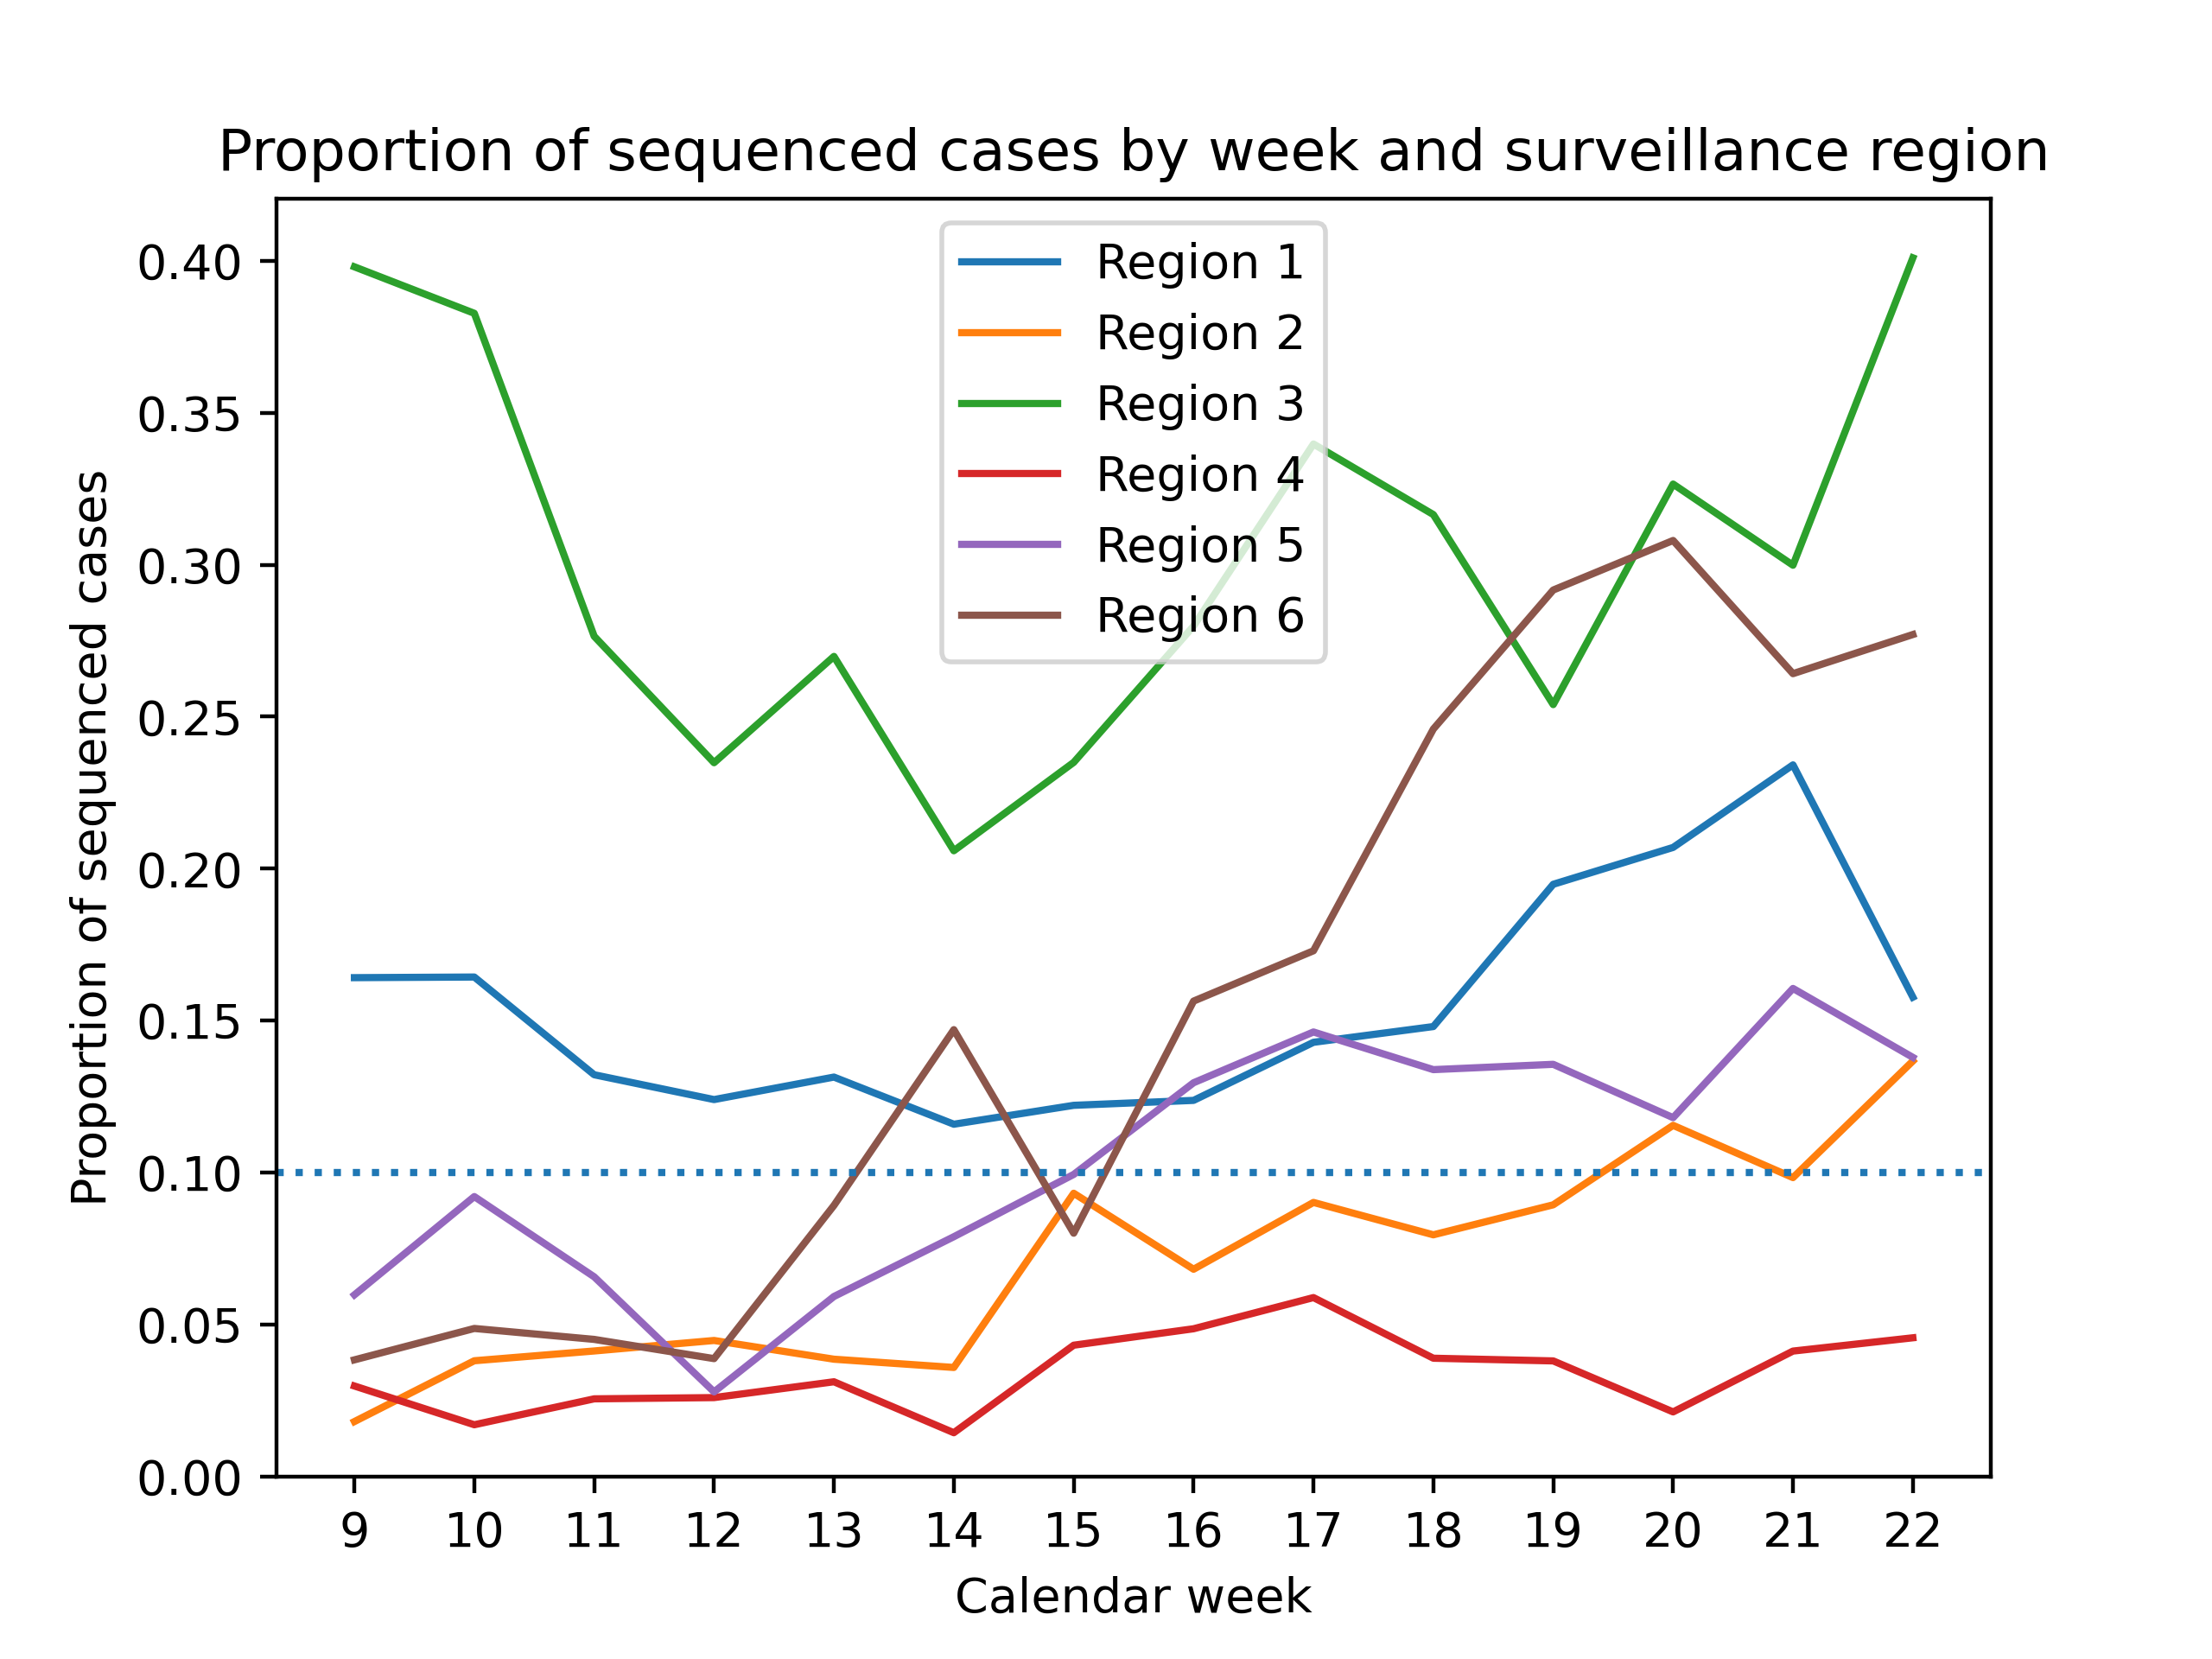 Proportion of sequenced cases by week and surveillance region
Proportion of sequenced cases
0.40
0.35
0.30
0.25
0.20
0.15
0.10
0.05
0.00
Region 1
Region 2
Region 3
Region 4
Region 5
Region 6
9 10 11 12 13 14 15 16 17 18 19 20 21 22
Calendar week